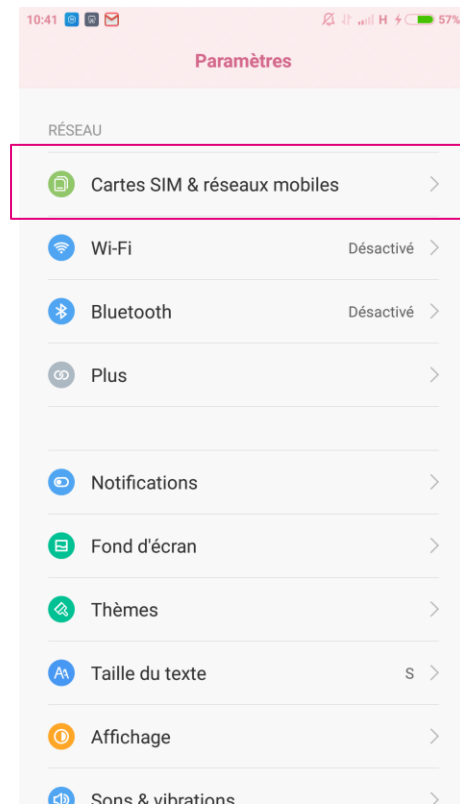 10:41 H 57%
Paramètres
RÉSEAU
Cartes SIM & réseaux mobiles
Wi-Fi Désactivé
Bluetooth Désactivé
Plus
Notifications
Fond d'écran
Thèmes
Taille du texte S
Affichage
Sons & vibrations